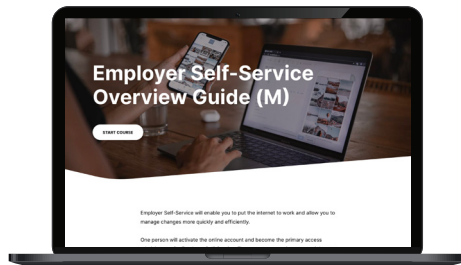 Employer Self-Service
Overview Guide (M)
START COURSE
Employer Self-Service will enable you to put the internet to work and allow you to
manage changes more quickly and efficiently.
One person will activate the online account and become the primary access